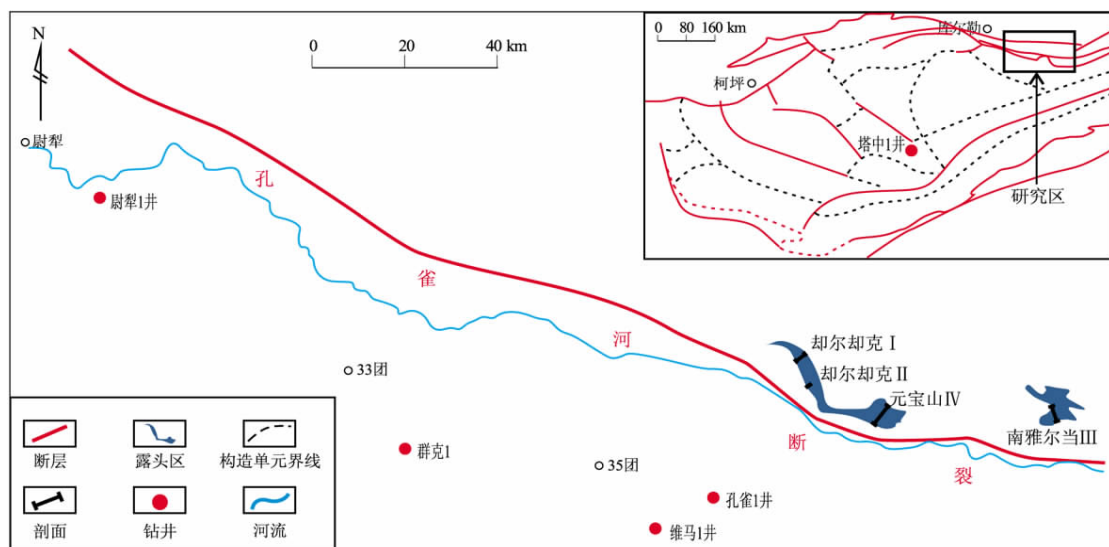 N
0 20 40 km
尉犁
尉犁1井
孔
雀
河
断
裂
33团
群克1
35团
孔雀1井
维马1井
却尔却克 I
却尔却克 II
元宝山IV
南雅尔当III
0 80 160 km
库尔勒
柯坪
塔中1井
研究区
断层
露头区
构造单元界线
剖面
钻井
河流